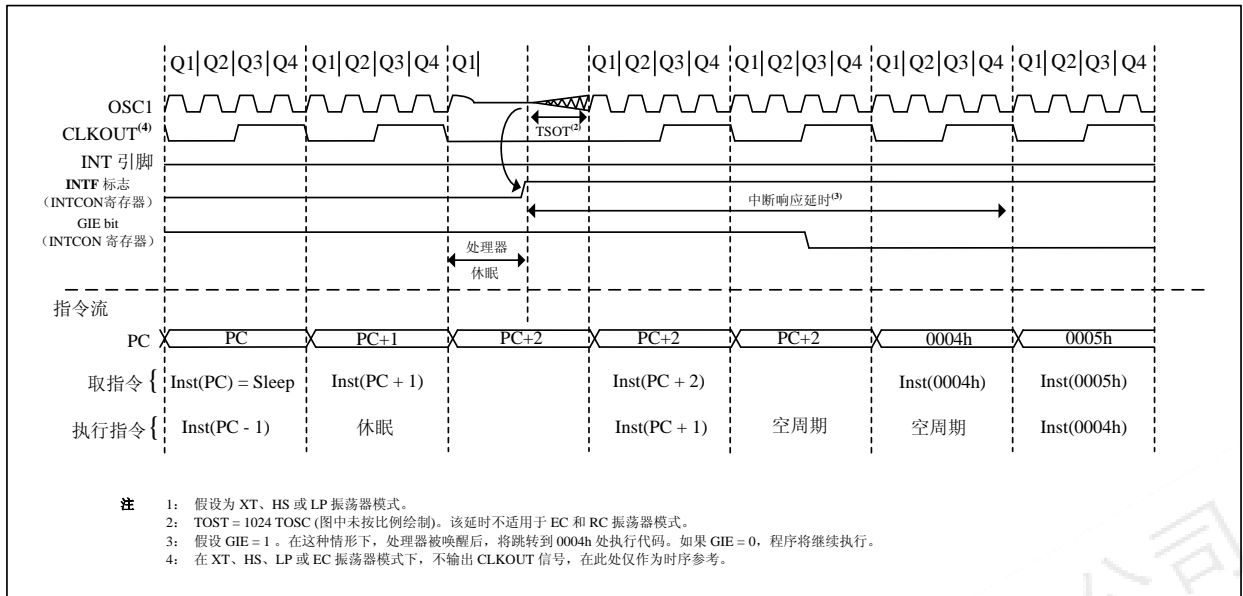 Q1|Q2|Q3|Q4 Q1|Q2|Q3|Q4 Q1| Q1|Q2|Q3|Q4 Q1|Q2|Q3|Q4 Q1|Q2|Q3|Q4 Q1|Q2|Q3|Q4
OSC1
TSOT(2)
CLKOUT(4)
INT 引脚
INTF 标志
(INTCON寄存器)
中断响应延时(3)
GIE bit
(INTCON 寄存器)
处理器
休眠
指令流
PC PC PC+1 PC+2 PC+2 PC+2 0004h 0005h
取指令 { Inst(PC) = Sleep Inst(PC + 1) Inst(PC + 2) Inst(0004h) Inst(0005h)
执行指令 { Inst(PC - 1) 休眠 Inst(PC + 1) 空周期 空周期 Inst(0004h)
注 1: 假设为 XT、HS 或 LP 振荡器模式。
2: TOST = 1024 TOSC (图中未按比例绘制)。该延时不适用于 EC 和 RC 振荡器模式。
3: 假设 GIE = 1 。在这种情形下，处理器被唤醒后，将跳转到 0004h 处执行代码。如果 GIE = 0，程序将继续执行。
4: 在 XT、HS、LP 或 EC 振荡器模式下，不输出 CLKOUT 信号，在此处仅作为时序参考。
公司